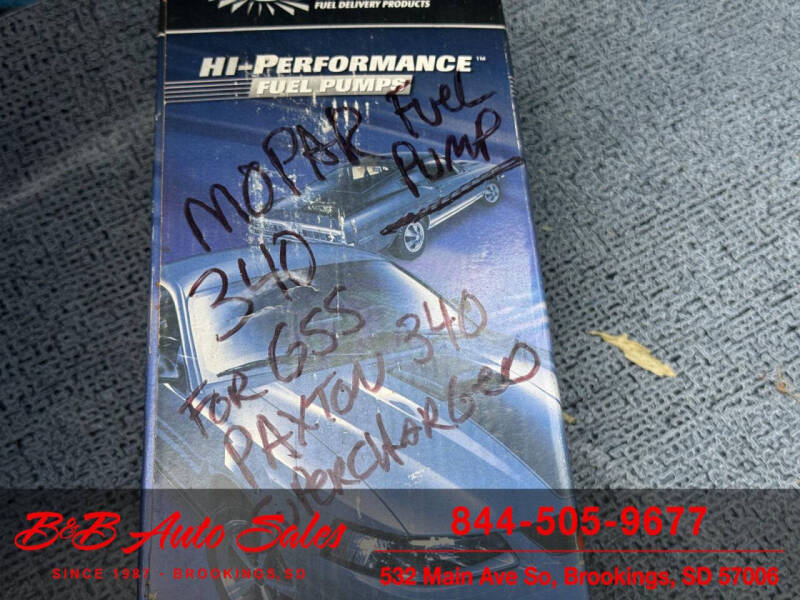 FUEL DELIVERY PRODUCTS
HI-PERFORMANCE™
FUEL PUMPS
MOPAR FUEL
PUMP
340
FOR GSS
PAXTON 340
SUPERCHARGED
B&B Auto Sales
SINCE 1981 - BROOKINGS, SD
844-505-9677
532 Main Ave So, Brookings, SD 57006